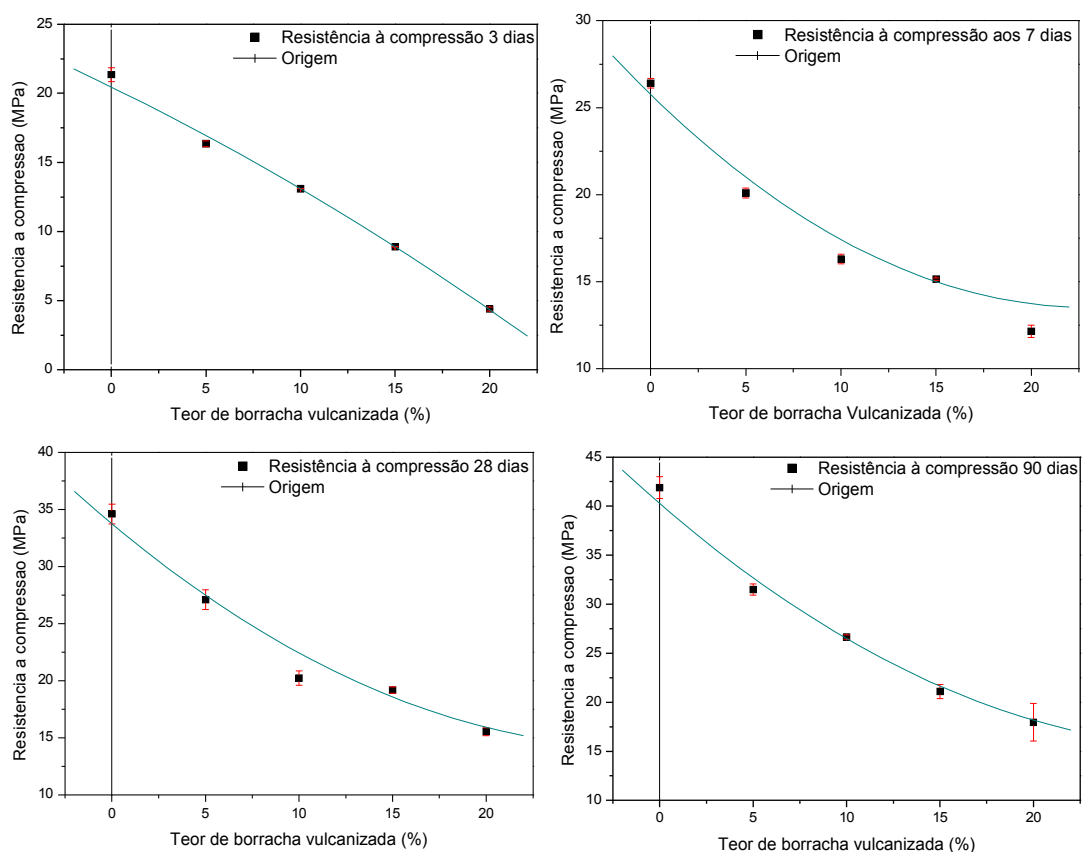 25
20
15
10
5
0
Resistencia a compressao (MPa)
Resistência à compressão 3 dias
Origem
0 5 10 15 20
Teor de borracha vulcanizada (%)
30
25
20
15
10
Resistencia a compressao (MPa)
Resistência à compressão aos 7 dias
Origem
0 5 10 15 20
Teor de borracha Vulcanizada (%)
40
35
30
25
20
15
10
Resistencia a compressao (MPa)
Resistência à compressão 28 dias
Origem
0 5 10 15 20
Teor de borracha vulcanizada (%)
45
40
35
30
25
20
15
10
Resistencia a compressao (MPa)
Resistência à compressão 90 dias
Origem
0 5 10 15 20
Teor de borracha vulcanizada (%)